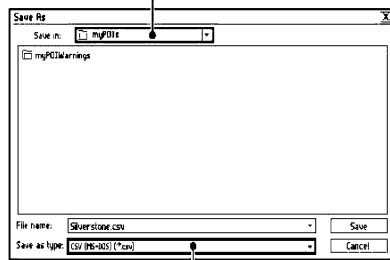 Save As
Save in: myPOIs
myPOIWarnings
File name: Silverstone.csv Save
Save as type: CSV (MS-DOS) (*.csv) Cancel